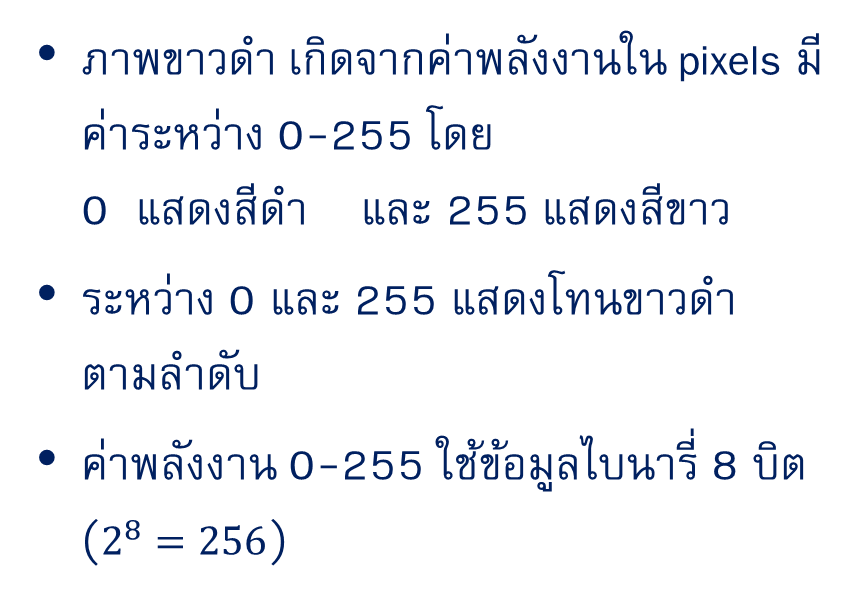 • ภาพขาวดำ เกิดจากค่าพลังงานใน pixels มี
ค่าระหว่าง 0–255 โดย
0 แสดงสีดำ และ 255 แสดงสีขาว
• ระหว่าง 0 และ 255 แสดงโทนขาวดำ
ตามลำดับ
• ค่าพลังงาน 0–255 ใช้ข้อมูลไบนารี่ 8 บิต
(2⁸ = 256)